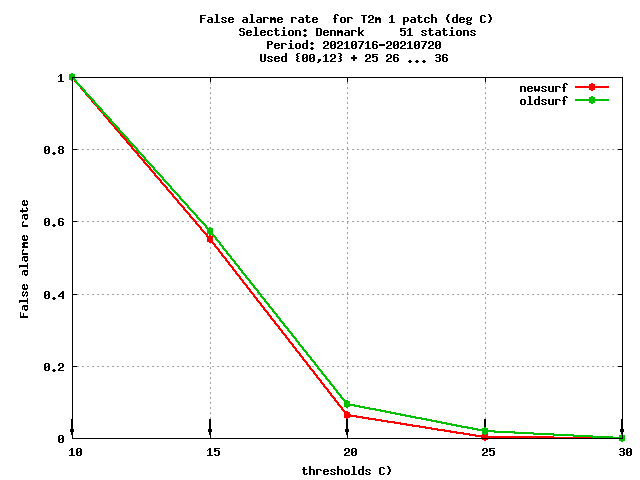 False alarme rate  for T2m 1 patch (deg C)
Selection: Denmark     51 stations
Period: 20210716-20210720
Used {00,12} + 25 26 ... 36
newsurf
oldsurf
1
0.8
0.6
0.4
0.2
0
False alarme rate
10 15 20 25 30
thresholds C)